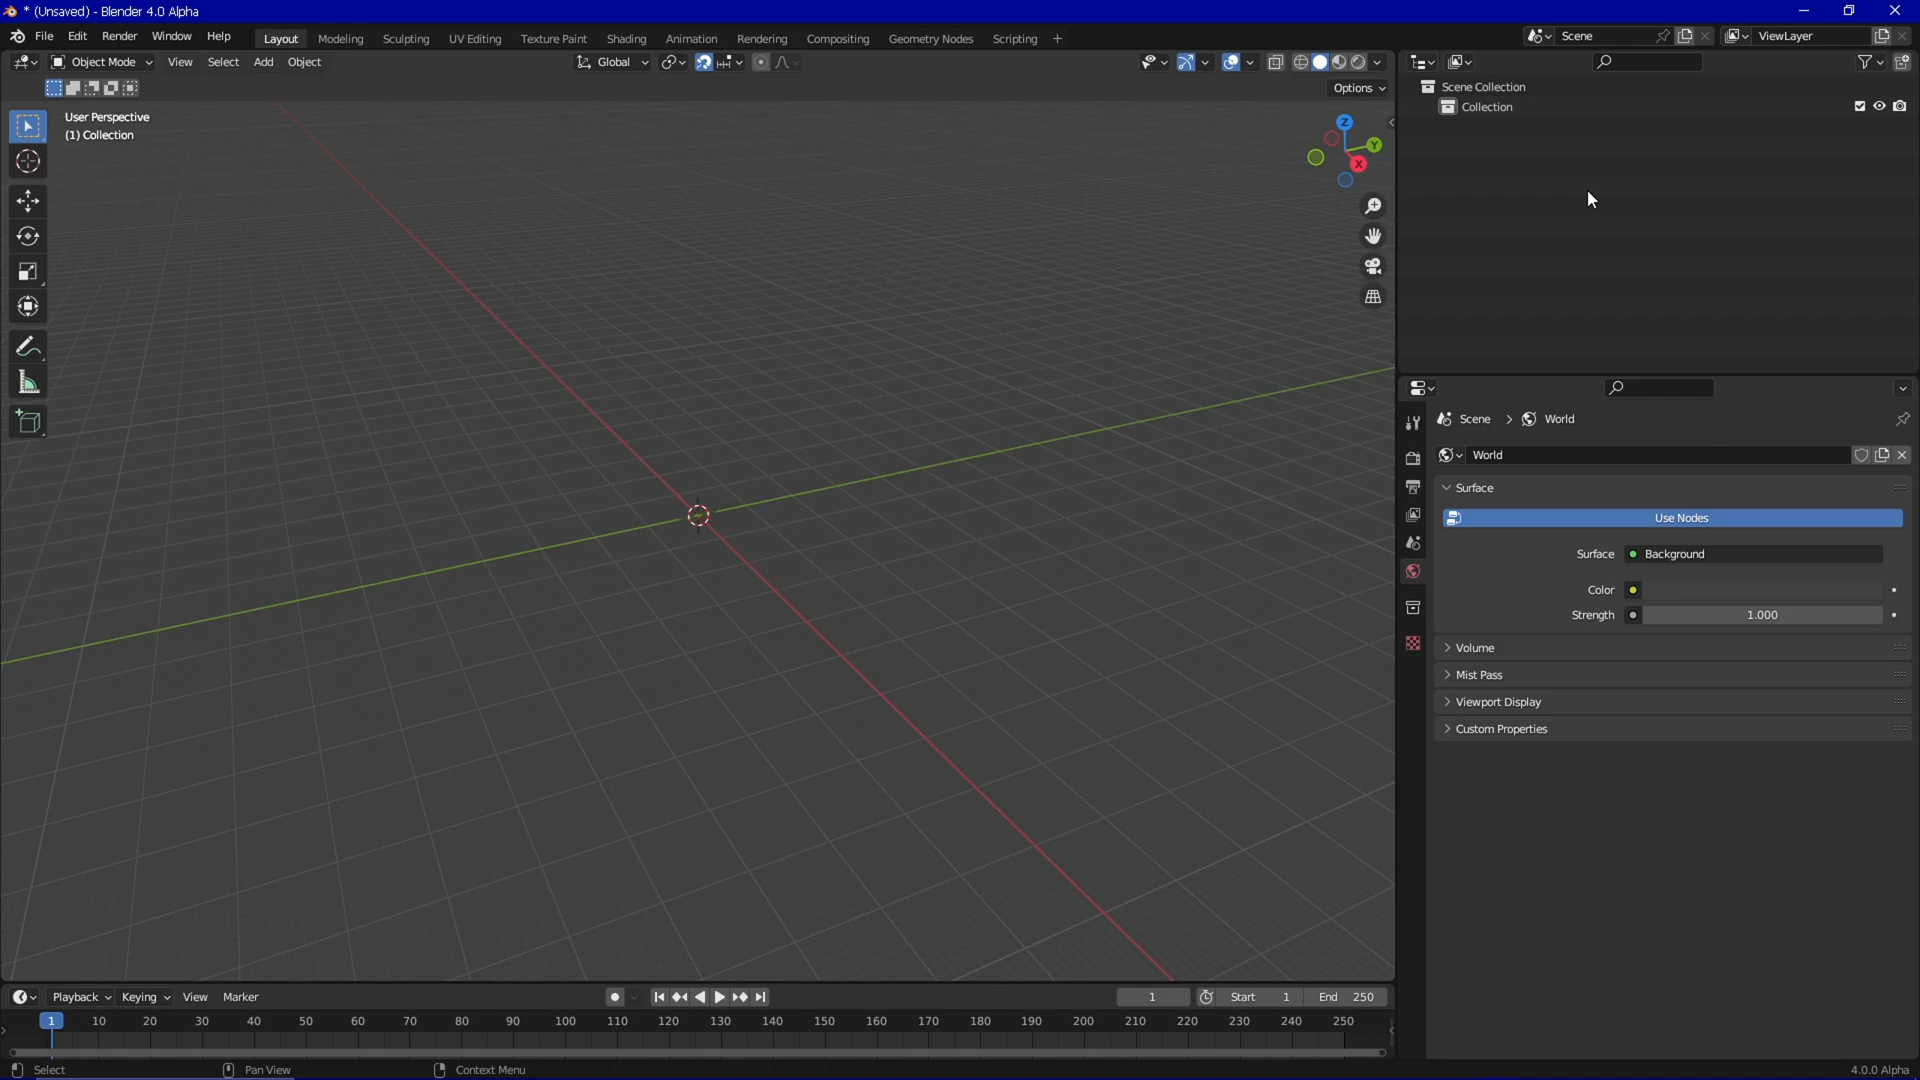 * (Unsaved) - Blender 4.0 Alpha
File Edit Render Window Help Layout Modeling Sculpting UV Editing Texture Paint Shading Animation Rendering Compositing Geometry Nodes Scripting + Scene ViewLayer
Object Mode View Select Add Object Global
Options
User Perspective
(1) Collection
Z
Y
X
Scene Collection
Collection
Scene > World
World
Surface
Use Nodes
Surface Background
Color
Strength 1.000
Volume
Mist Pass
Viewport Display
Custom Properties
Playback Keying View Marker 1 Start 1 End 250
1 10 20 30 40 50 60 70 80 90 100 110 120 130 140 150 160 170 180 190 200 210 220 230 240 250
Select Pan View Context Menu 4.0.0 Alpha